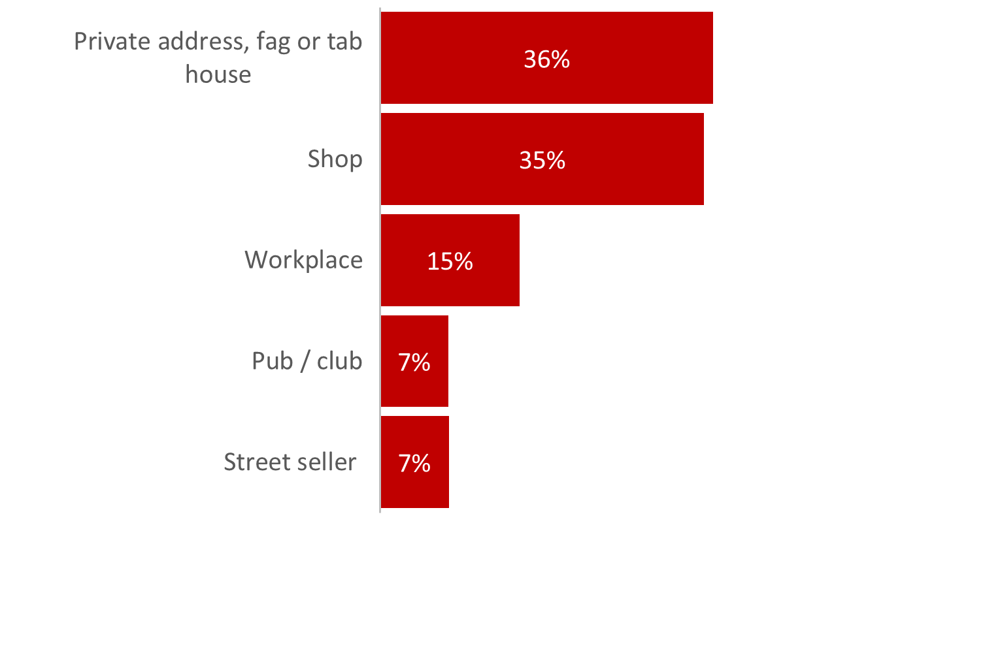 Private address, fag or tab
house
36%
Shop
35%
Workplace
15%
Pub / club
7%
Street seller
7%